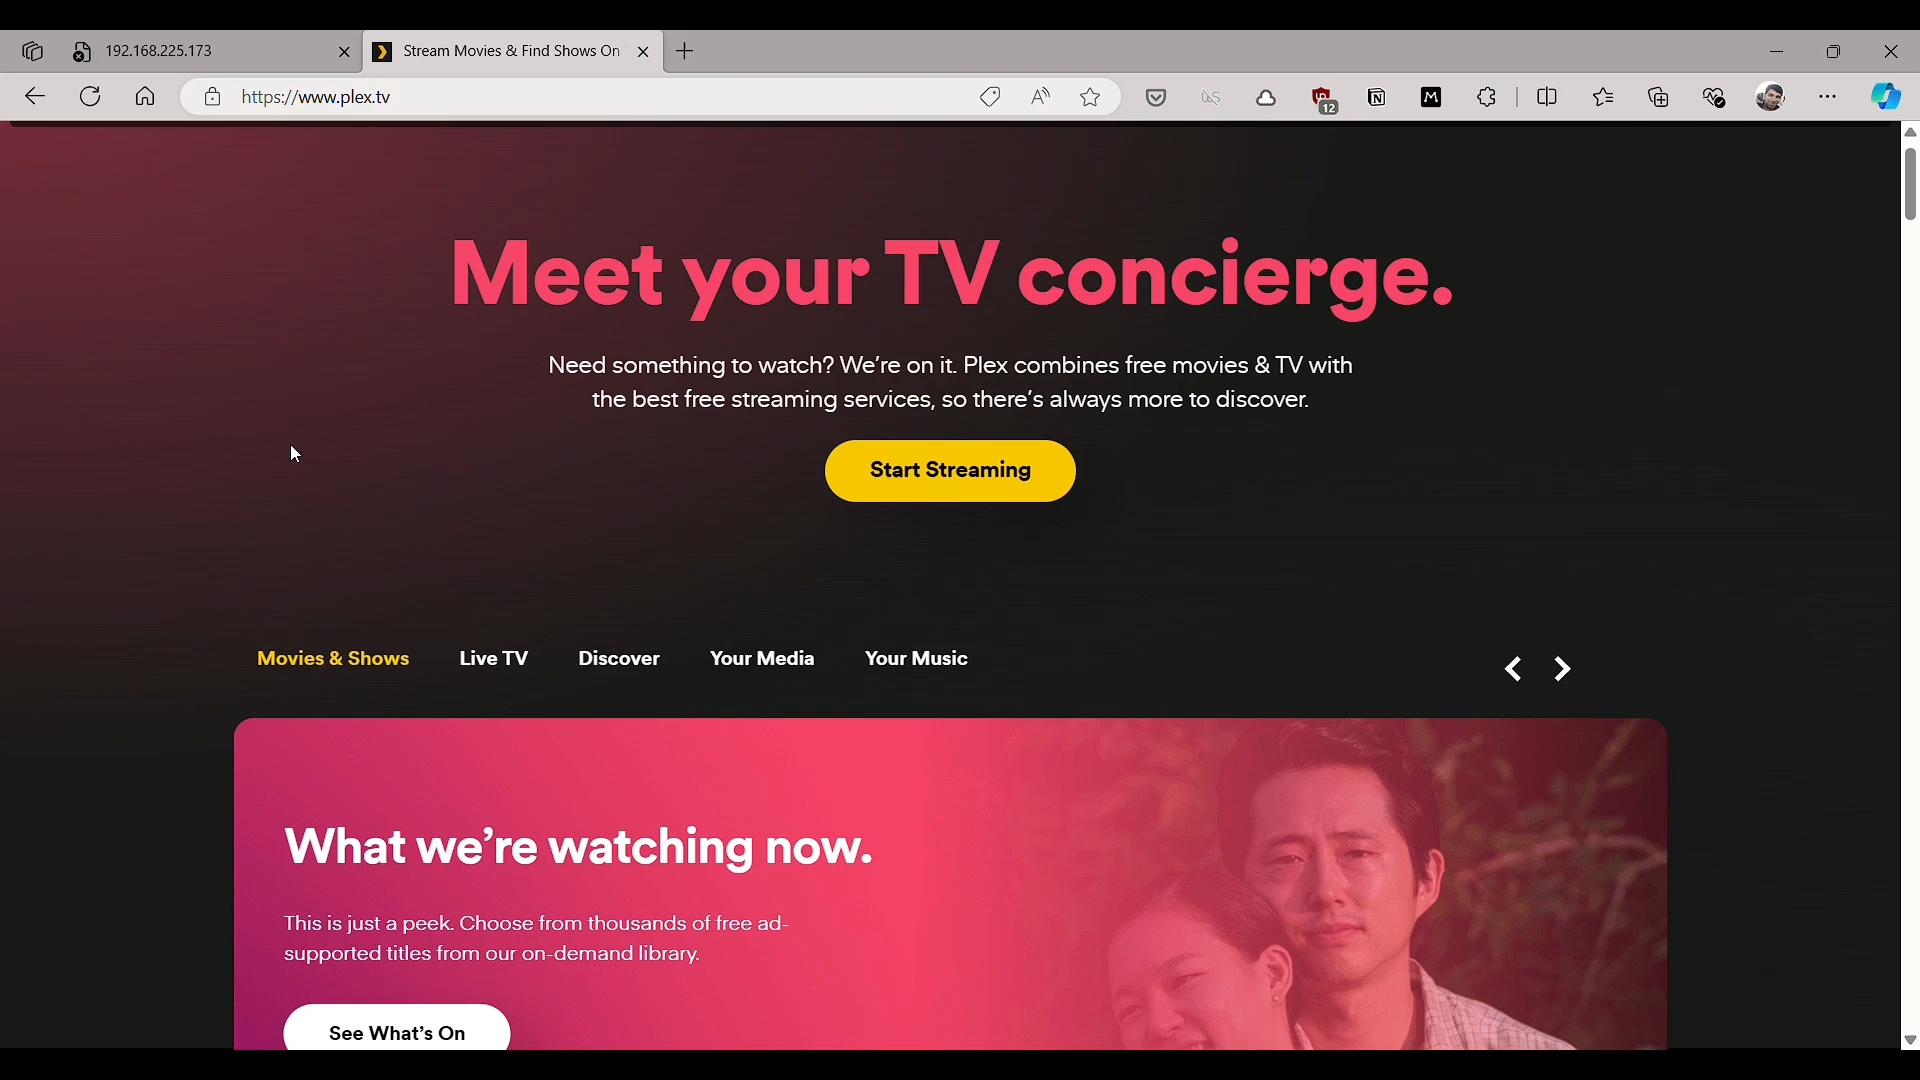 192.168.225.173
Stream Movies & Find Shows On
https://www.plex.tv
12
Meet your TV concierge.
Need something to watch? We're on it. Plex combines free movies & TV with
the best free streaming services, so there's always more to discover.
Start Streaming
Movies & Shows
Live TV
Discover
Your Media
Your Music
What we're watching now.
This is just a peek. Choose from thousands of free ad-
supported titles from our on-demand library.
See What's On